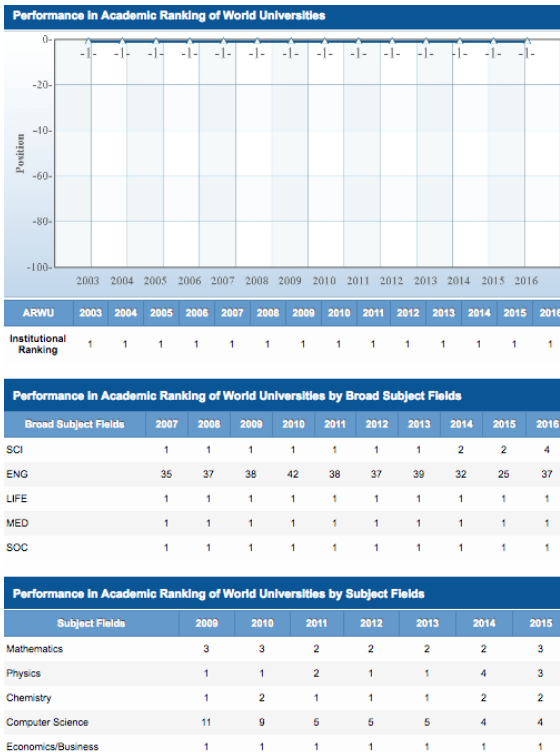 Performance in Academic Ranking of World Universities
0-
-1- -1- -1- -1- -1- -1- -1- -1- -1- -1- -1- -1- -1- -1-
-20-
-40-
Position
-60-
-80-
-100-
2003 2004 2005 2006 2007 2008 2009 2010 2011 2012 2013 2014 2015 2016
ARWU 2003 2004 2005 2006 2007 2008 2009 2010 2011 2012 2013 2014 2015 2016
Institutional
Ranking 1 1 1 1 1 1 1 1 1 1 1 1 1 1
Performance in Academic Ranking of World Universities by Broad Subject Fields
Broad Subject Fields 2007 2008 2009 2010 2011 2012 2013 2014 2015 2016
SCI 1 1 1 1 1 1 1 2 2 4
ENG 35 37 38 42 38 37 39 32 25 37
LIFE 1 1 1 1 1 1 1 1 1 1
MED 1 1 1 1 1 1 1 1 1 1
SOC 1 1 1 1 1 1 1 1 1 1
Performance in Academic Ranking of World Universities by Subject Fields
Subject Fields 2009 2010 2011 2012 2013 2014 2015
Mathematics 3 3 2 2 2 2 3
Physics 1 1 2 1 1 4 3
Chemistry 1 2 1 1 1 2 2
Computer Science 11 9 5 5 5 4 4
Economics/Business 1 1 1 1 1 1 1